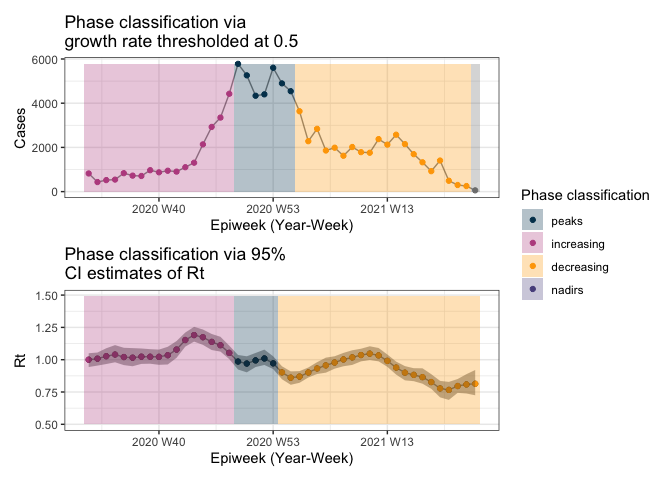 Phase classification via
growth rate thresholded at 0.5
6000
4000
2000
0
Cases
2020 W40
2020 W53
2021 W13
Epiweek (Year-Week)
Phase classification
peaks
increasing
decreasing
nadirs
Phase classification via 95%
CI estimates of Rt
1.50
1.25
1.00
0.75
0.50
Rt
2020 W40
2020 W53
2021 W13
Epiweek (Year-Week)